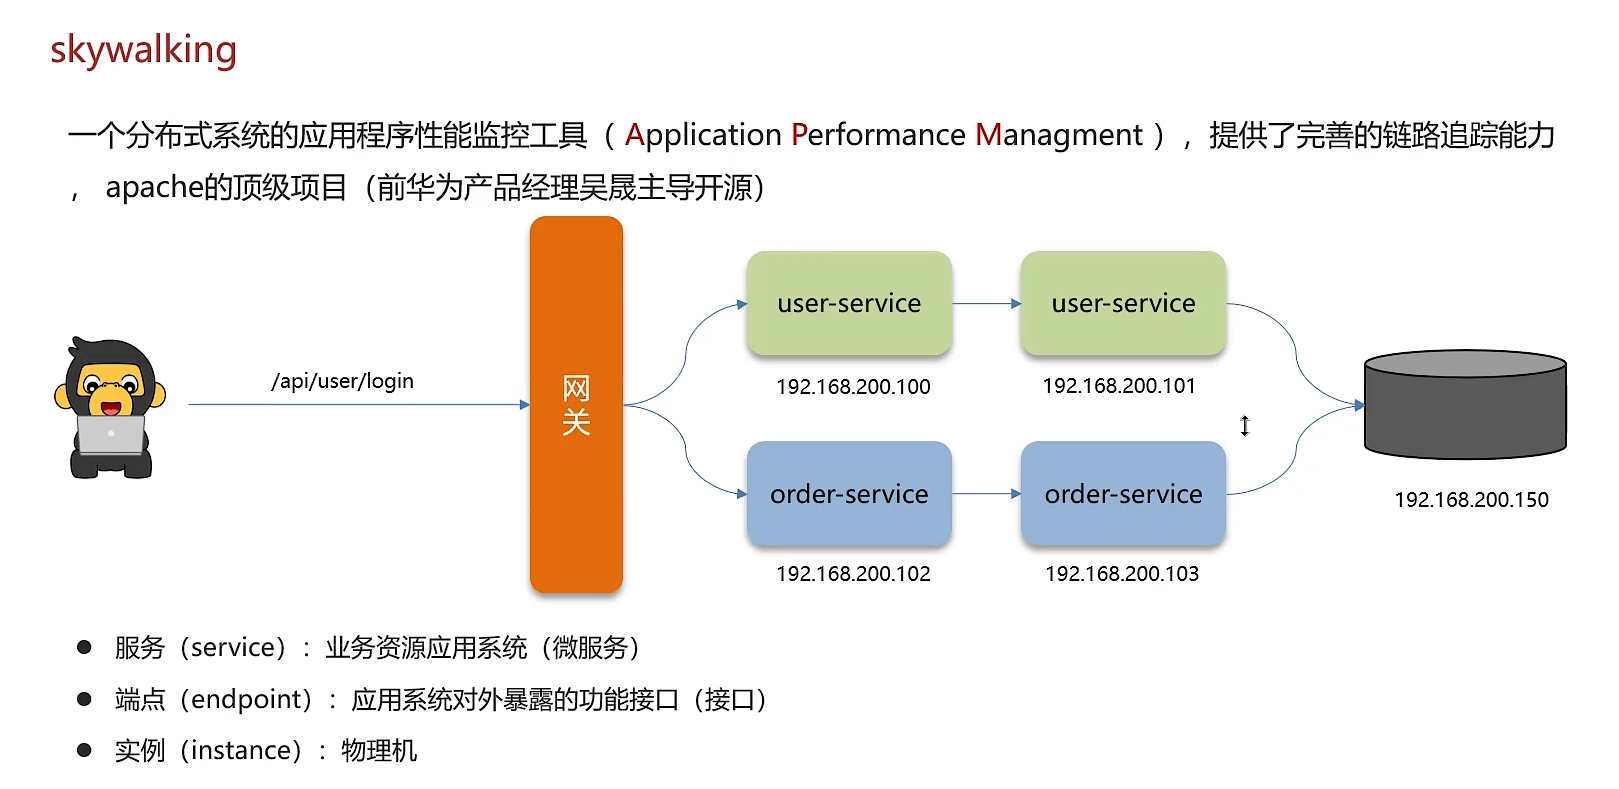 skywalking
一个分布式系统的应用程序性能监控工具（ Application Performance Managment ），提供了完善的链路追踪能力
， apache的顶级项目（前华为产品经理吴晟主导开源）
/api/user/login
网
关
user-service
user-service
192.168.200.100
192.168.200.101
order-service
order-service
192.168.200.102
192.168.200.103
192.168.200.150
● 服务（service）：业务资源应用系统（微服务）
● 端点（endpoint）：应用系统对外暴露的功能接口（接口）
● 实例（instance）：物理机